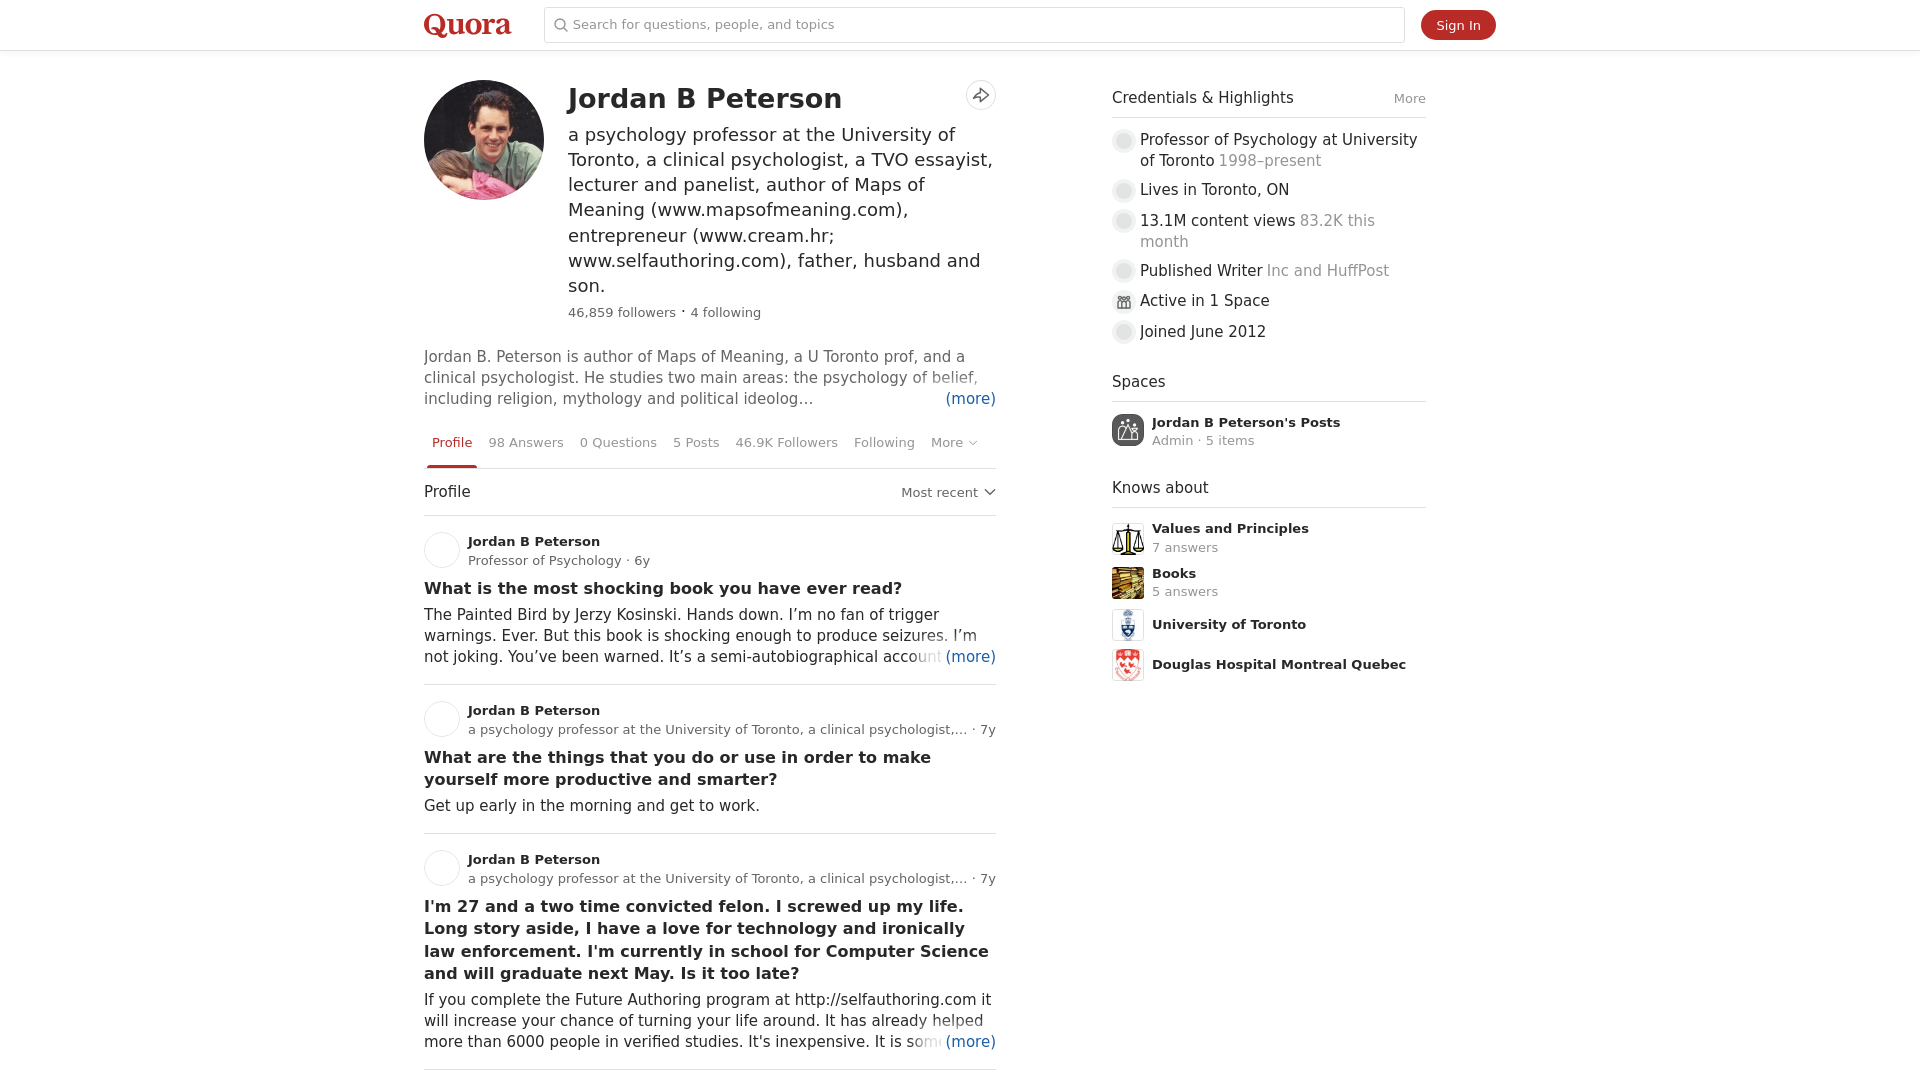 Quora
Search for questions, people, and topics
Sign In
Jordan B Peterson
a psychology professor at the University of
Toronto, a clinical psychologist, a TVO essayist,
lecturer and panelist, author of Maps of
Meaning (www.mapsofmeaning.com),
entrepreneur (www.cream.hr;
www.selfauthoring.com), father, husband and
son.
46,859 followers · 4 following
Jordan B. Peterson is author of Maps of Meaning, a U Toronto prof, and a
clinical psychologist. He studies two main areas: the psychology of belief,
including religion, mythology and political ideolog… (more)
Profile 98 Answers 0 Questions 5 Posts 46.9K Followers Following More
Profile Most recent
Jordan B Peterson
Professor of Psychology · 6y
What is the most shocking book you have ever read?
The Painted Bird by Jerzy Kosinski. Hands down. I’m no fan of trigger
warnings. Ever. But this book is shocking enough to produce seizures. I’m
not joking. You’ve been warned. It’s a semi-autobiographical account (more)
Jordan B Peterson
a psychology professor at the University of Toronto, a clinical psychologist,… · 7y
What are the things that you do or use in order to make
yourself more productive and smarter?
Get up early in the morning and get to work.
Jordan B Peterson
a psychology professor at the University of Toronto, a clinical psychologist,… · 7y
I'm 27 and a two time convicted felon. I screwed up my life.
Long story aside, I have a love for technology and ironically
law enforcement. I'm currently in school for Computer Science
and will graduate next May. Is it too late?
If you complete the Future Authoring program at http://selfauthoring.com it
will increase your chance of turning your life around. It has already helped
more than 6000 people in verified studies. It's inexpensive. It is (more)
Credentials & Highlights More
Professor of Psychology at University
of Toronto 1998–present
Lives in Toronto, ON
13.1M content views 83.2K this
month
Published Writer Inc and HuffPost
Active in 1 Space
Joined June 2012
Spaces
Jordan B Peterson's Posts
Admin · 5 items
Knows about
Values and Principles
7 answers
Books
5 answers
University of Toronto
Douglas Hospital Montreal Quebec